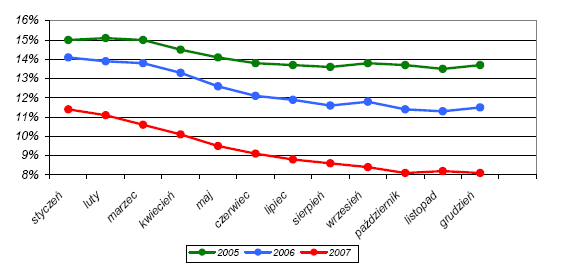 16%
15%
14%
13%
12%
11%
10%
9%
8%
styczeń
luty
marzec
kwiecień
maj
czerwiec
lipiec
sierpień
wrzesień
październik
listopad
grudzień
2005 2006 2007